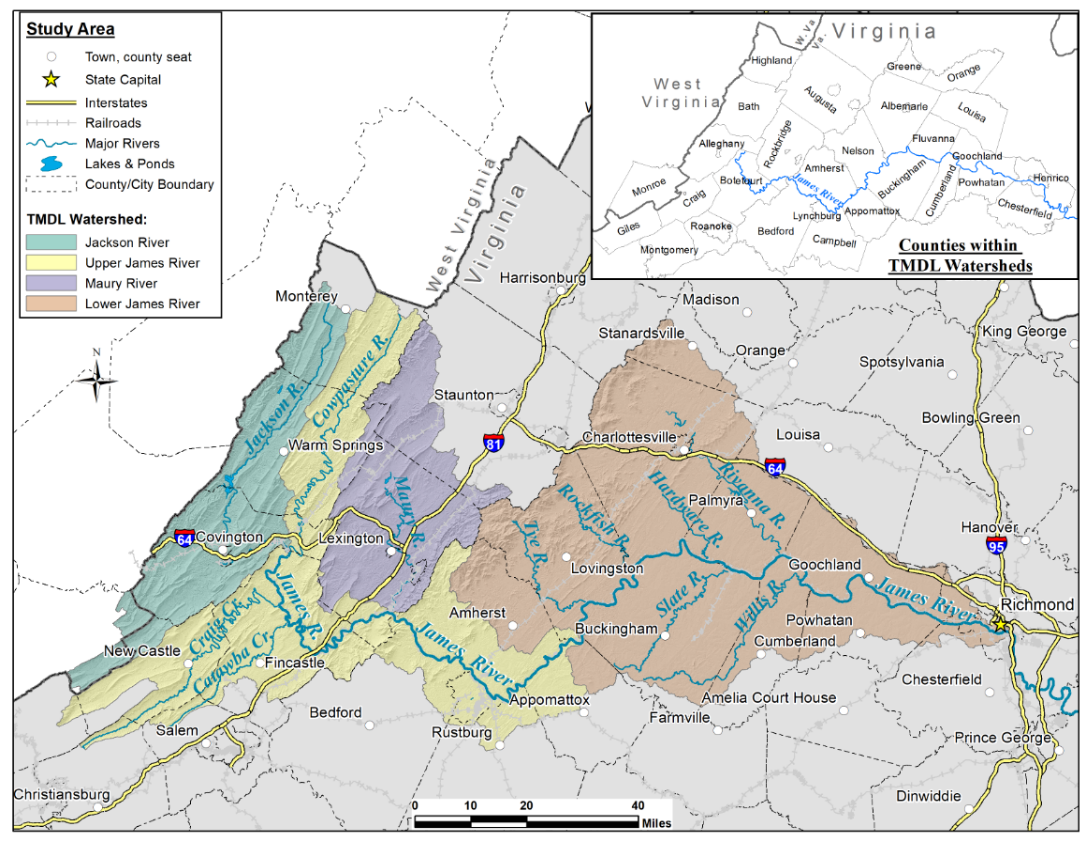 Study Area
Town, county seat
State Capital
Interstates
Railroads
Major Rivers
Lakes & Ponds
County/City Boundary
TMDL Watershed:
Jackson River
Upper James River
Maury River
Lower James River
W. Va
Va.
Virginia
West
Virginia
Highland
Greene
Orange
Bath
Augusta
Albemarle
Louisa
Rockbridge
Alleghany
Fluvanna
Nelson
Goochland
Amherst
Buckingham
Cumberland
Powhatan
Henrico
Monroe
Craig
Botetourt
James River
Chesterfield
Giles
Roanoke
Lynchburg
Appomattox
Bedford
Campbell
Montgomery
Counties within
TMDL Watersheds
West Virginia
Virginia
Harrisonburg
Monterey
Madison
Stanardsville
Orange
King George
Spotsylvania
N
Jackson R.
Cowpasture R.
Staunton
Bowling Green
Warm Springs
81
Charlottesville
Louisa
64
Maury R.
Rockfish R.
Hardware R.
Rivanna R.
Palmyra
64
Covington
Lexington
Tye R.
Hanover
95
Lovingston
Goochland
James R.
Slate R.
Willis R.
James River
Richmond
Craig Crk
Amherst
Buckingham
Powhatan
New Castle
Catawba Cr.
Fincastle
James River
Cumberland
Chesterfield
Appomattox
Amelia Court House
Bedford
Farmville
Salem
Rustburg
Prince George
Christiansburg
Dinwiddie
0 10 20 40
Miles